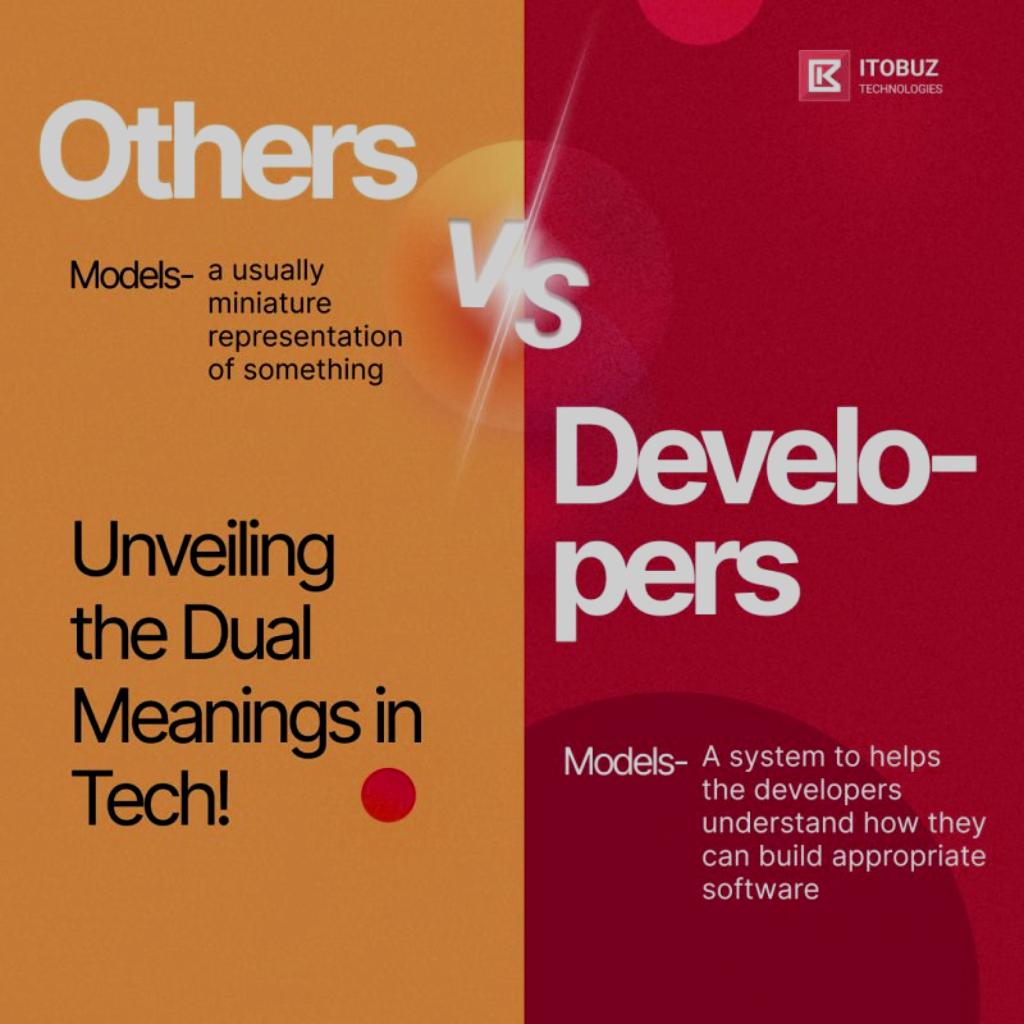 Others
Models- a usually
miniature
representation
of something
Unveiling
the Dual
Meanings in
Tech!
VS
ITOBUZ
TECHNOLOGIES
Develo-
pers
Models- A system to helps
the developers
understand how they
can build appropriate
software